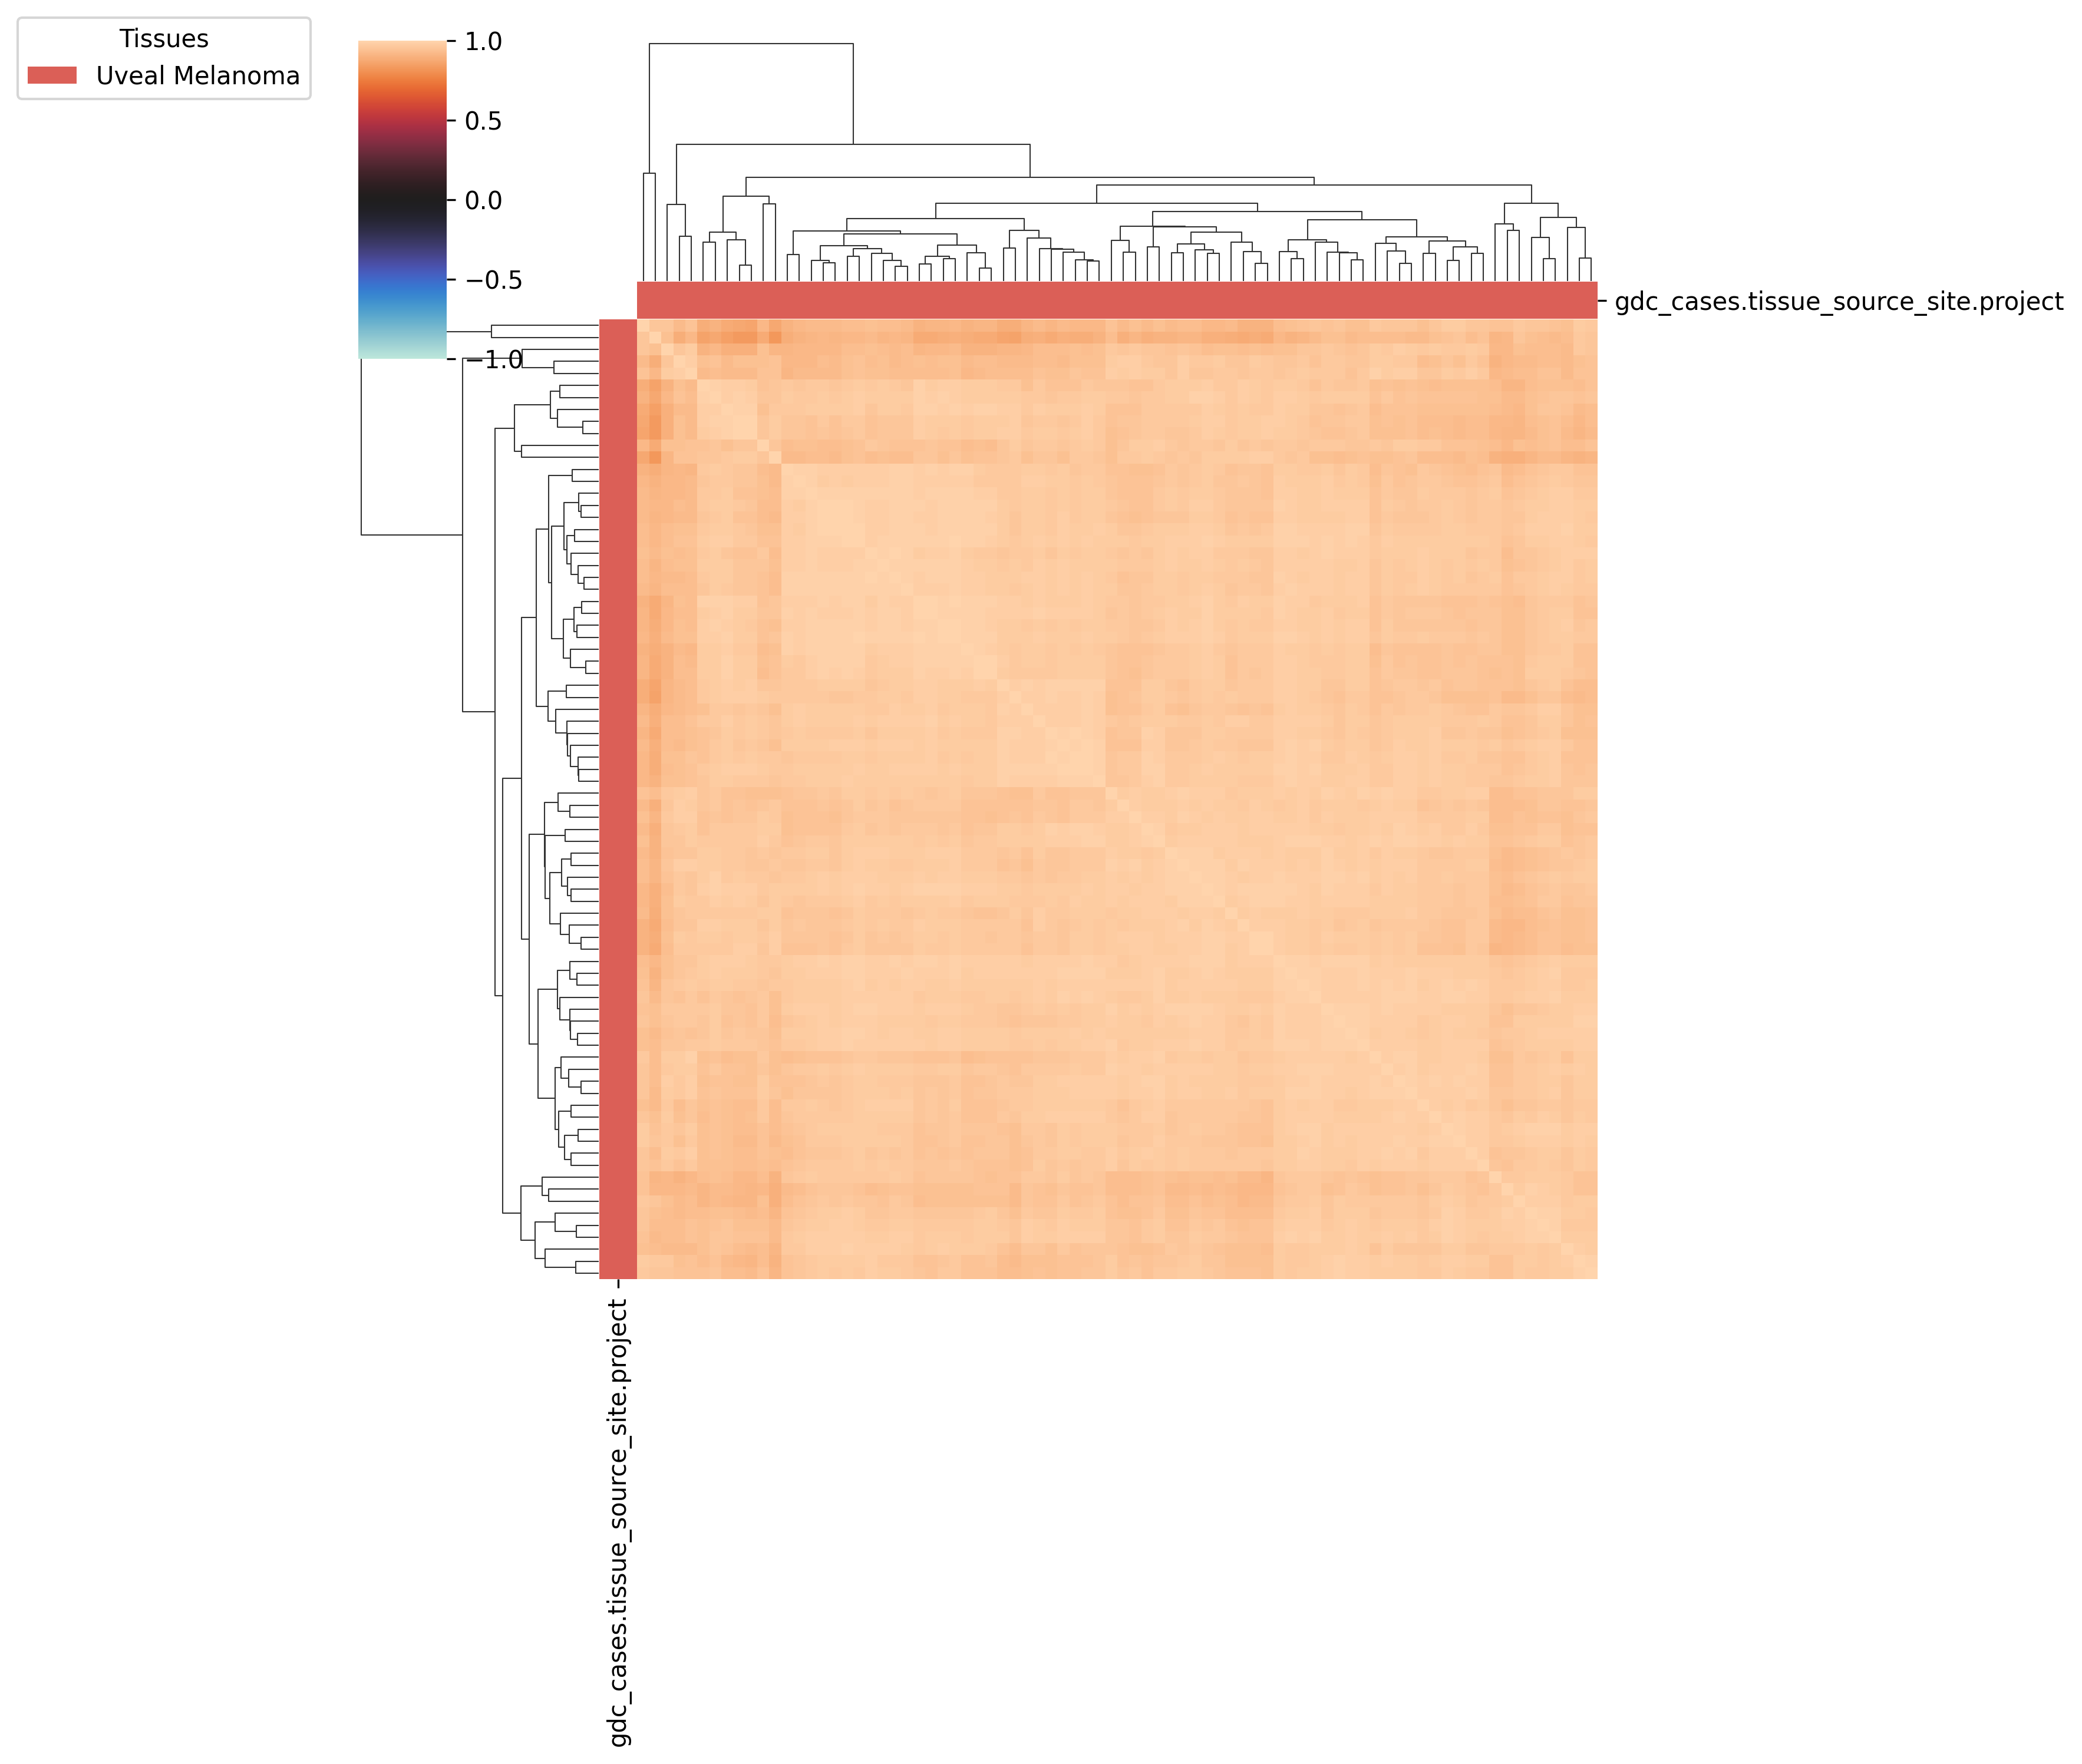 Tissues
Uveal Melanoma
1.0
0.5
0.0
−0.5
−1.0
gdc_cases.tissue_source_site.project
gdc_cases.tissue_source_site.project